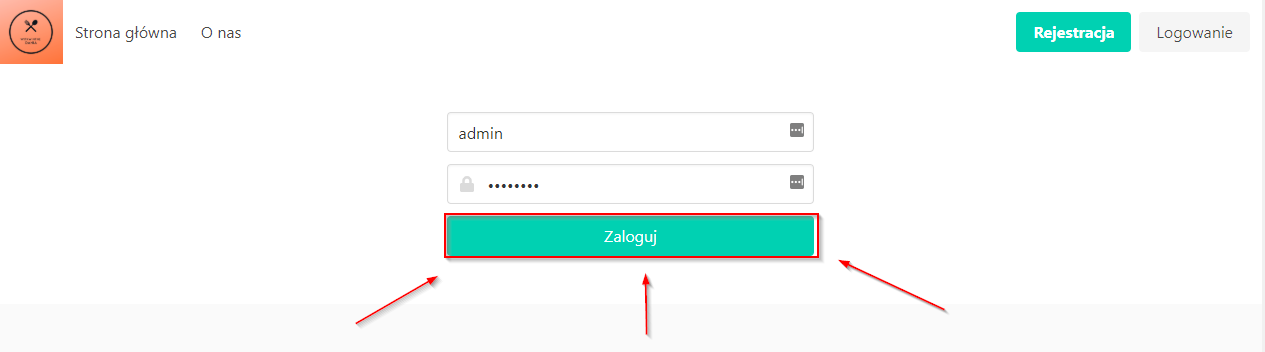 Strona główna
O nas
Rejestracja
Logowanie
admin
••••••••
Zaloguj